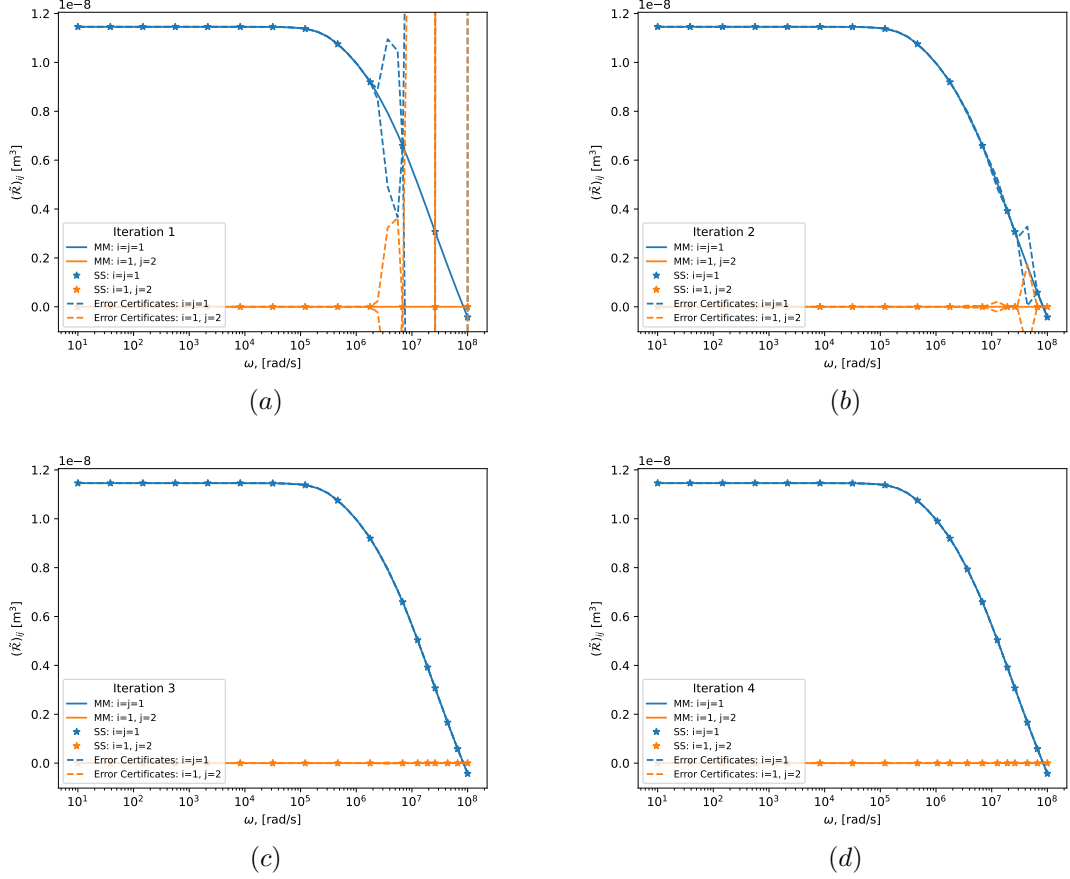 1e−8
1.2
1.0
0.8
0.6
0.4
0.2
0.0
(R̃)ij [m³]
Iteration 1
MM: i=j=1
MM: i=1, j=2
SS: i=j=1
SS: i=1, j=2
Error Certificates: i=j=1
Error Certificates: i=1, j=2
10¹ 10² 10³ 10⁴ 10⁵ 10⁶ 10⁷ 10⁸
ω, [rad/s]
(a)
1e−8
1.2
1.0
0.8
0.6
0.4
0.2
0.0
(R̃)ij [m³]
Iteration 2
MM: i=j=1
MM: i=1, j=2
SS: i=j=1
SS: i=1, j=2
Error Certificates: i=j=1
Error Certificates: i=1, j=2
10¹ 10² 10³ 10⁴ 10⁵ 10⁶ 10⁷ 10⁸
ω, [rad/s]
(b)
1e−8
1.2
1.0
0.8
0.6
0.4
0.2
0.0
(R̃)ij [m³]
Iteration 3
MM: i=j=1
MM: i=1, j=2
SS: i=j=1
SS: i=1, j=2
Error Certificates: i=j=1
Error Certificates: i=1, j=2
10¹ 10² 10³ 10⁴ 10⁵ 10⁶ 10⁷ 10⁸
ω, [rad/s]
(c)
1e−8
1.2
1.0
0.8
0.6
0.4
0.2
0.0
(R̃)ij [m³]
Iteration 4
MM: i=j=1
MM: i=1, j=2
SS: i=j=1
SS: i=1, j=2
Error Certificates: i=j=1
Error Certificates: i=1, j=2
10¹ 10² 10³ 10⁴ 10⁵ 10⁶ 10⁷ 10⁸
ω, [rad/s]
(d)